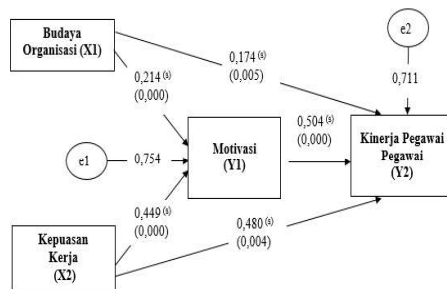 e2
Budaya
Organisasi (X1)
0,174 (s)
(0,005)
0,214 (s)
(0,000)
0,711
0,504 (s)
(0,000)
Motivasi
(Y1)
Kinerja Pegawai
Pegawai
(Y2)
e1
0,754
0,449 (s)
(0,000)
0,480 (s)
(0,004)
Kepuasan
Kerja
(X2)